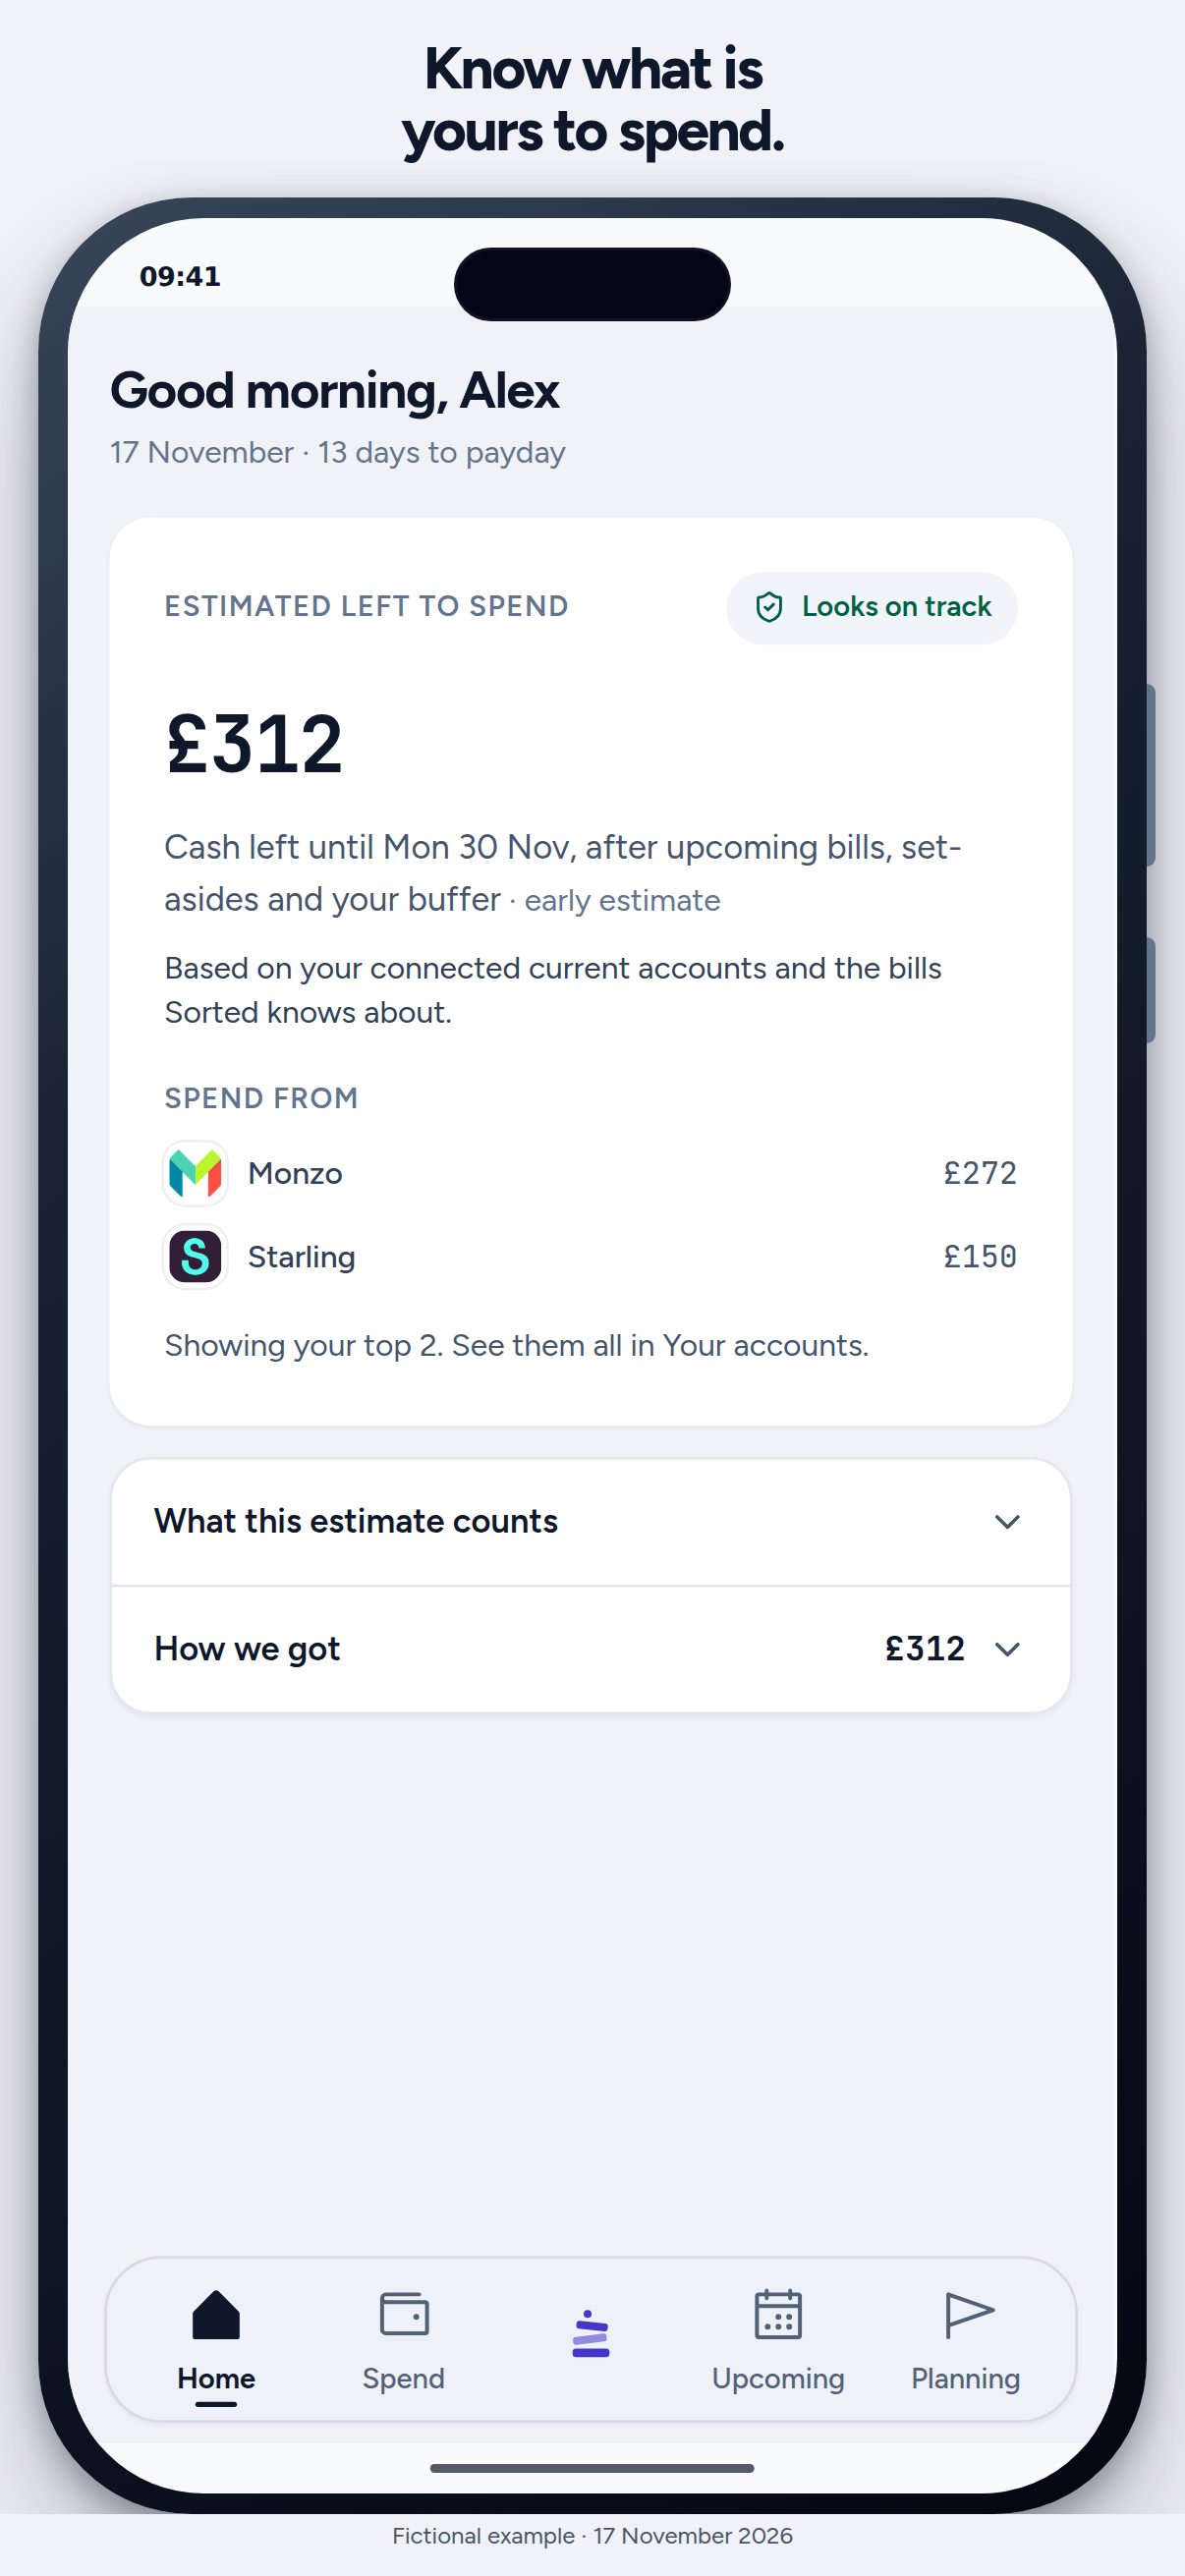 Know what is
yours to spend.
09:41
Good morning, Alex
17 November · 13 days to payday
ESTIMATED LEFT TO SPEND
Looks on track
£312
Cash left until Mon 30 Nov, after upcoming bills, set-
asides and your buffer · early estimate
Based on your connected current accounts and the bills
Sorted knows about.
SPEND FROM
Monzo £272
Starling £150
Showing your top 2. See them all in Your accounts.
What this estimate counts
How we got £312
Home Spend Upcoming Planning
Fictional example · 17 November 2026